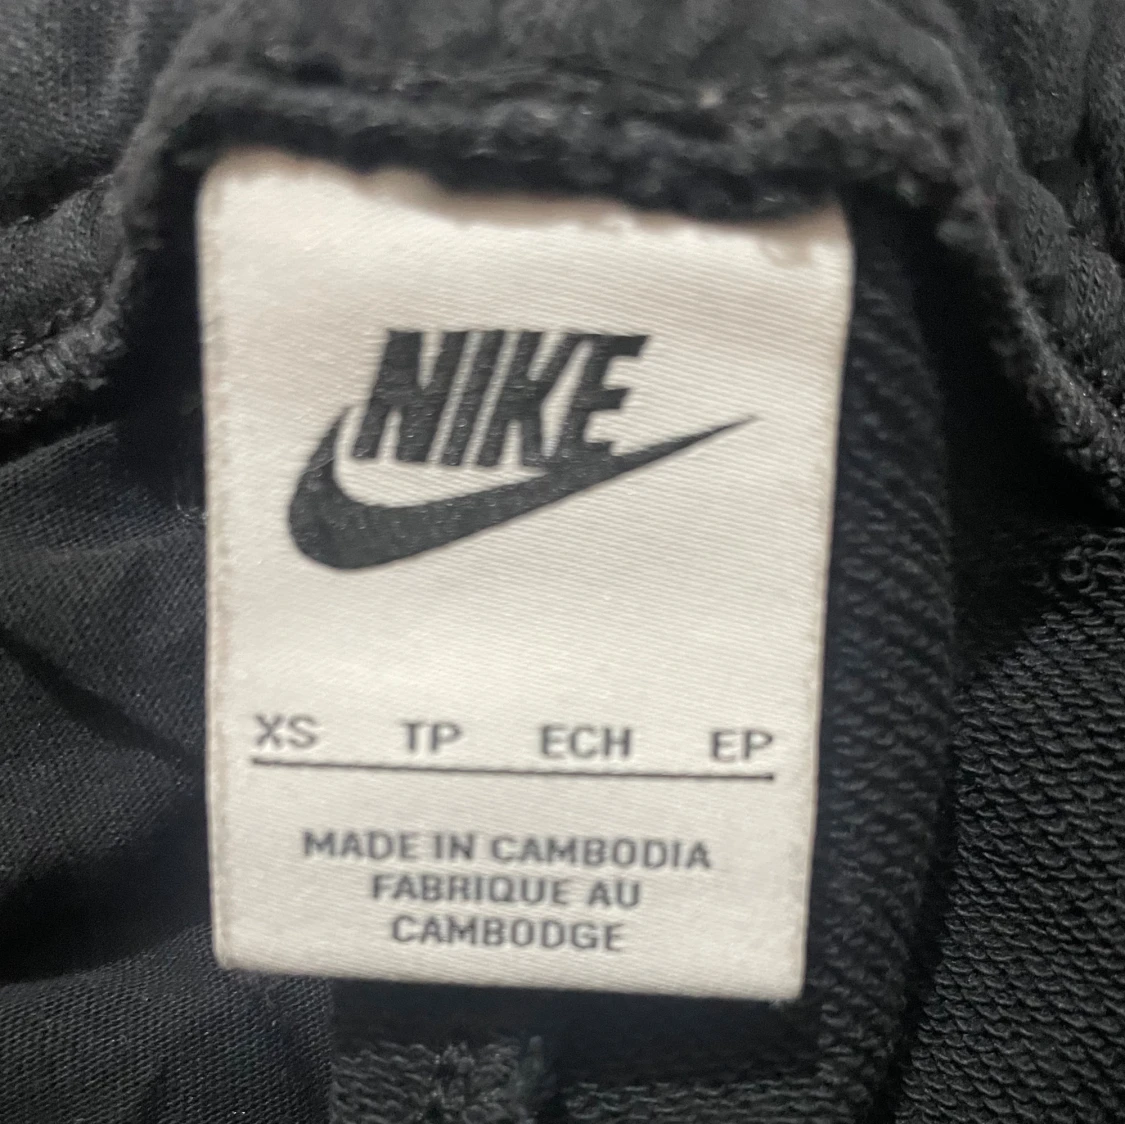 NIKE
XS TP ECH EP
MADE IN CAMBODIA
FABRIQUE AU
CAMBODGE